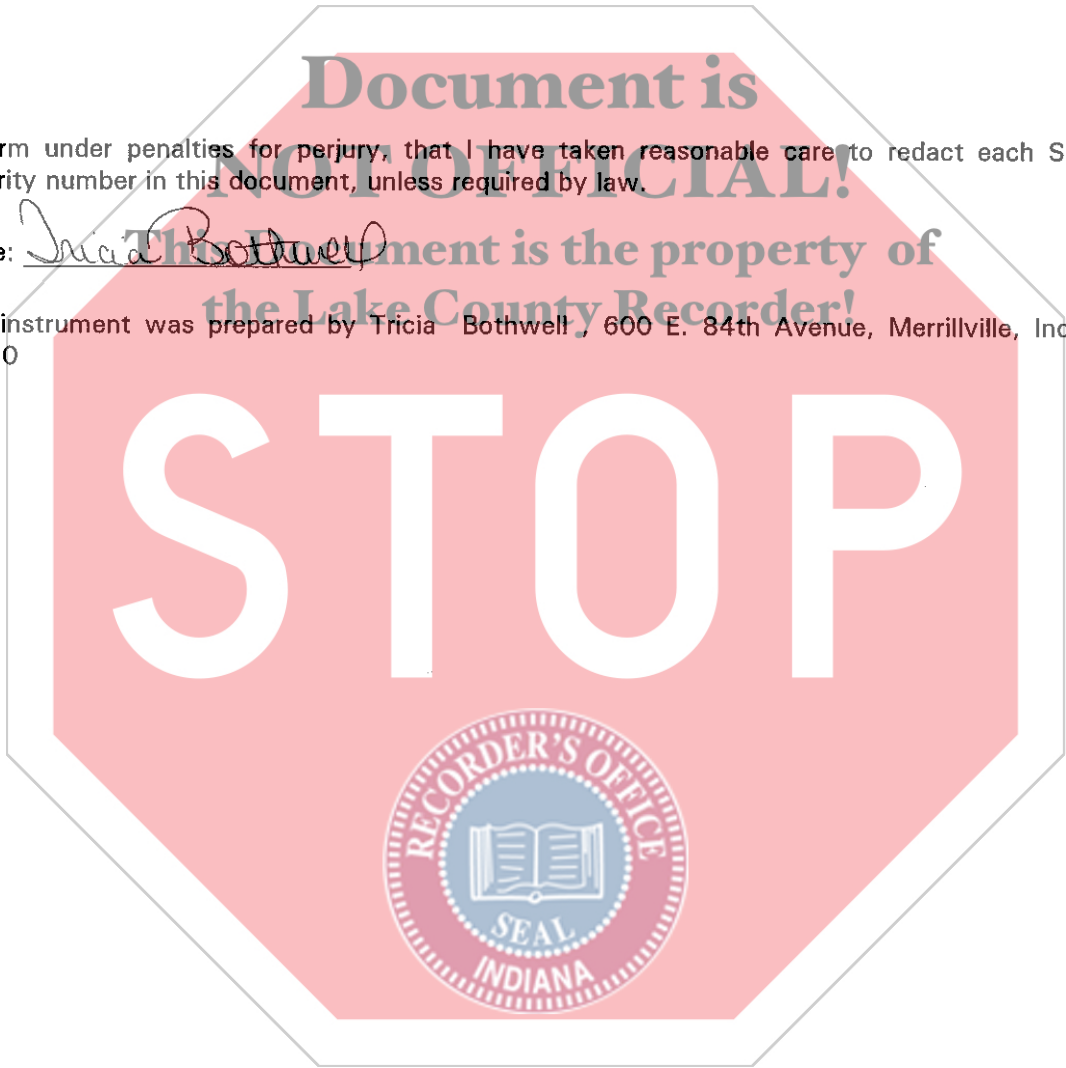 Document is
rm under penalties for perjury, that I have taken reasonable care to redact each S
NOT OFFICIAL!
rity number in this document, unless required by law.
This Document is the property of
e: Tricia Bothwell
the Lake County Recorder!
instrument was prepared by Tricia Bothwell , 600 E. 84th Avenue, Merrillville, Ind
0
STOP
RECORDER'S OFFICE
SEAL
INDIANA